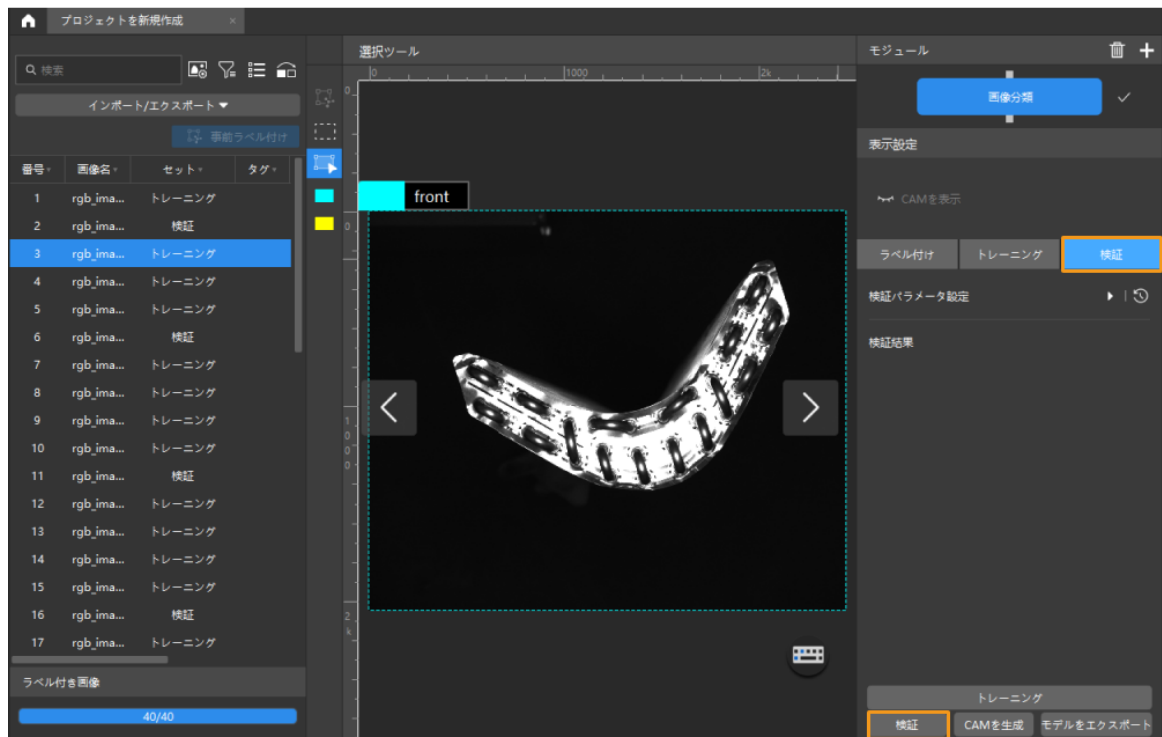 プロジェクトを新規作成 ×
検索
インポート/エクスポート
事前ラベル付け
番号 画像名 セット タグ
1 rgb_ima... トレーニング
2 rgb_ima... 検証
3 rgb_ima... トレーニング
4 rgb_ima... トレーニング
5 rgb_ima... トレーニング
6 rgb_ima... 検証
7 rgb_ima... トレーニング
8 rgb_ima... トレーニング
9 rgb_ima... トレーニング
10 rgb_ima... トレーニング
11 rgb_ima... 検証
12 rgb_ima... トレーニング
13 rgb_ima... トレーニング
14 rgb_ima... トレーニング
15 rgb_ima... トレーニング
16 rgb_ima... 検証
17 rgb_ima... トレーニング
ラベル付き画像
40/40
選択ツール
0 1000 2k
0
0
1000
2k
front
モジュール
画像分類
表示設定
CAMを表示
ラベル付け トレーニング 検証
検証パラメータ設定
検証結果
トレーニング
検証 CAMを生成 モデルをエクスポート